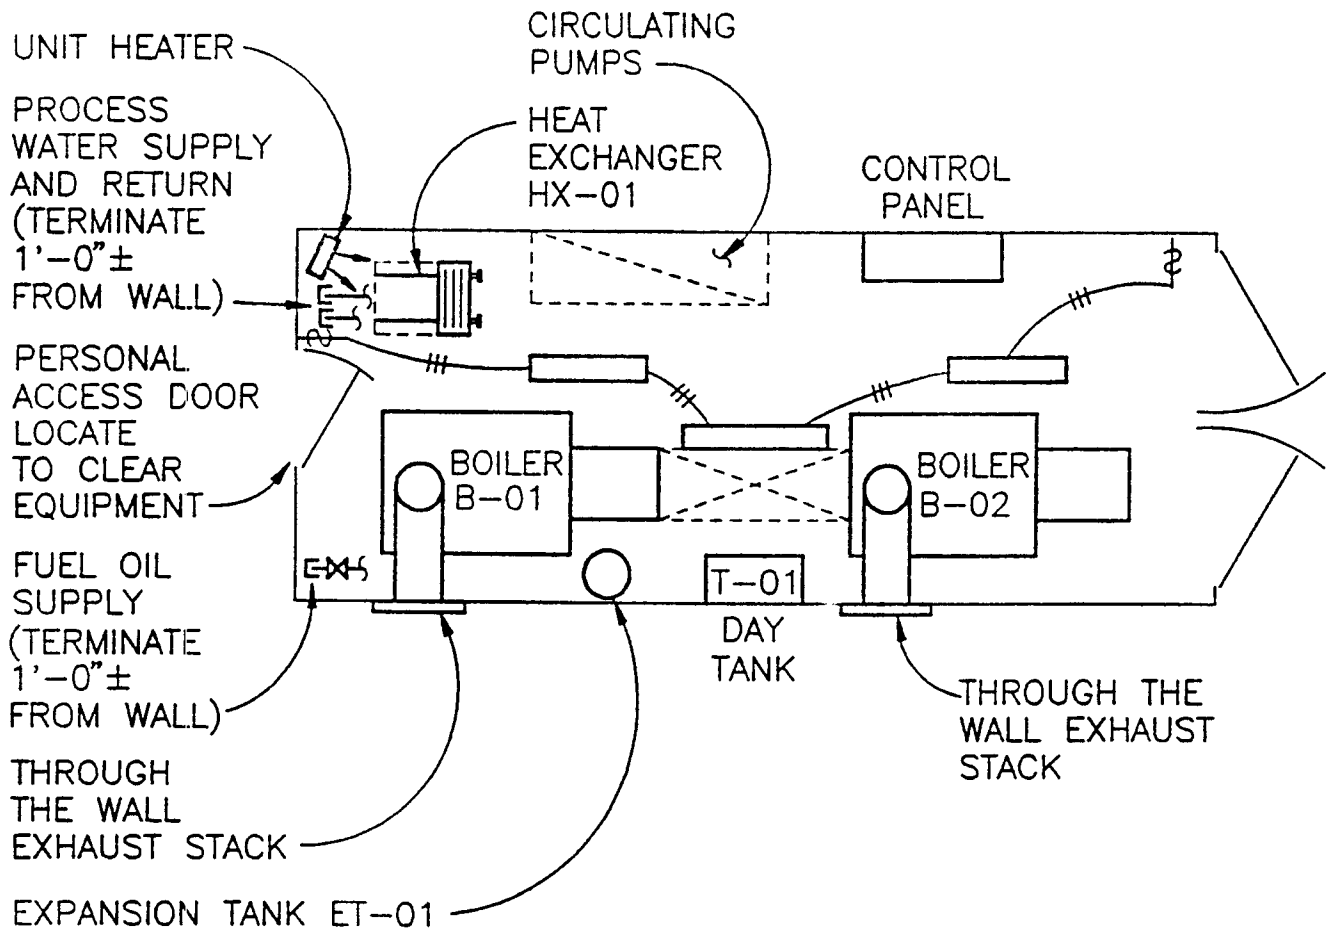 UNIT HEATER
PROCESS
WATER SUPPLY
AND RETURN
(TERMINATE
1'-0"±
FROM WALL)
PERSONAL
ACCESS DOOR
LOCATE
TO CLEAR
EQUIPMENT
FUEL OIL
SUPPLY
(TERMINATE
1'-0"±
FROM WALL)
THROUGH
THE WALL
EXHAUST STACK
EXPANSION TANK ET-01
CIRCULATING
PUMPS
HEAT
EXCHANGER
HX-01
CONTROL
PANEL
BOILER
B-01
BOILER
B-02
T-01
DAY
TANK
THROUGH THE
WALL EXHAUST
STACK